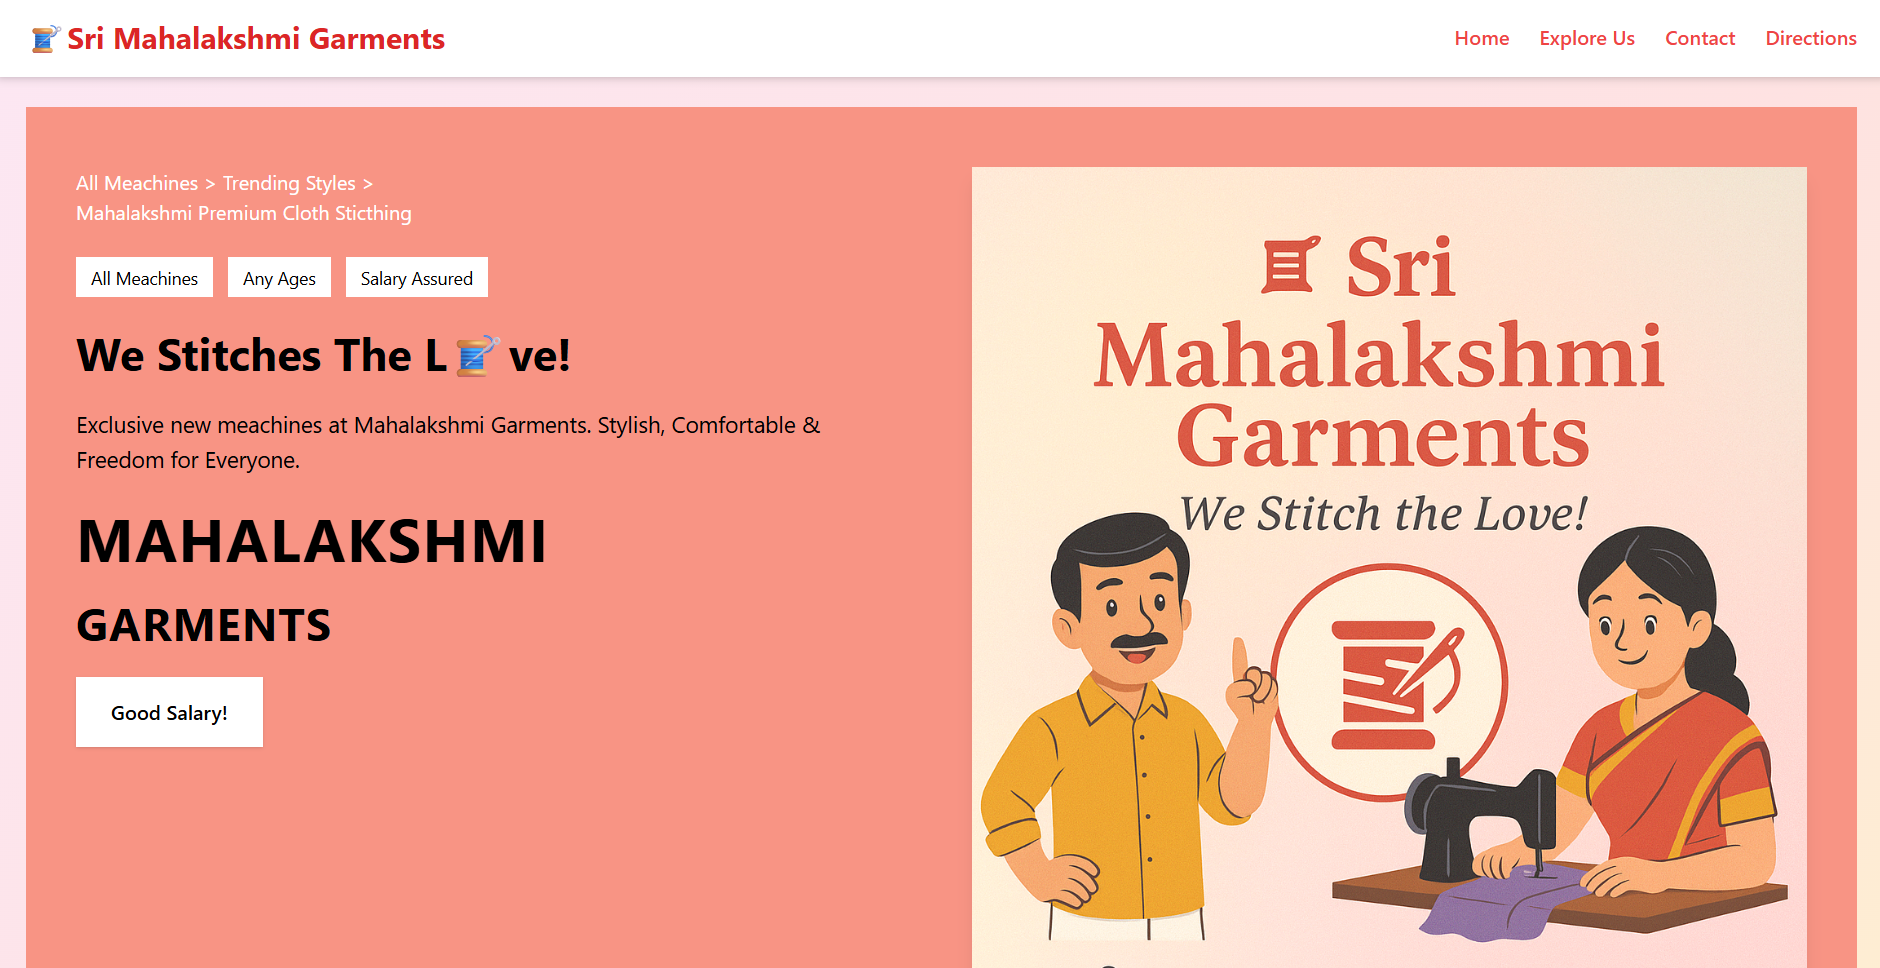 Sri Mahalakshmi Garments
Home Explore Us Contact Directions
All Meachines > Trending Styles >
Mahalakshmi Premium Cloth Sticthing
All Meachines Any Ages Salary Assured
We Stitches The L🧵ve!
Exclusive new meachines at Mahalakshmi Garments. Stylish, Comfortable &
Freedom for Everyone.
MAHALAKSHMI
GARMENTS
Good Salary!
Sri
Mahalakshmi
Garments
We Stitch the Love!